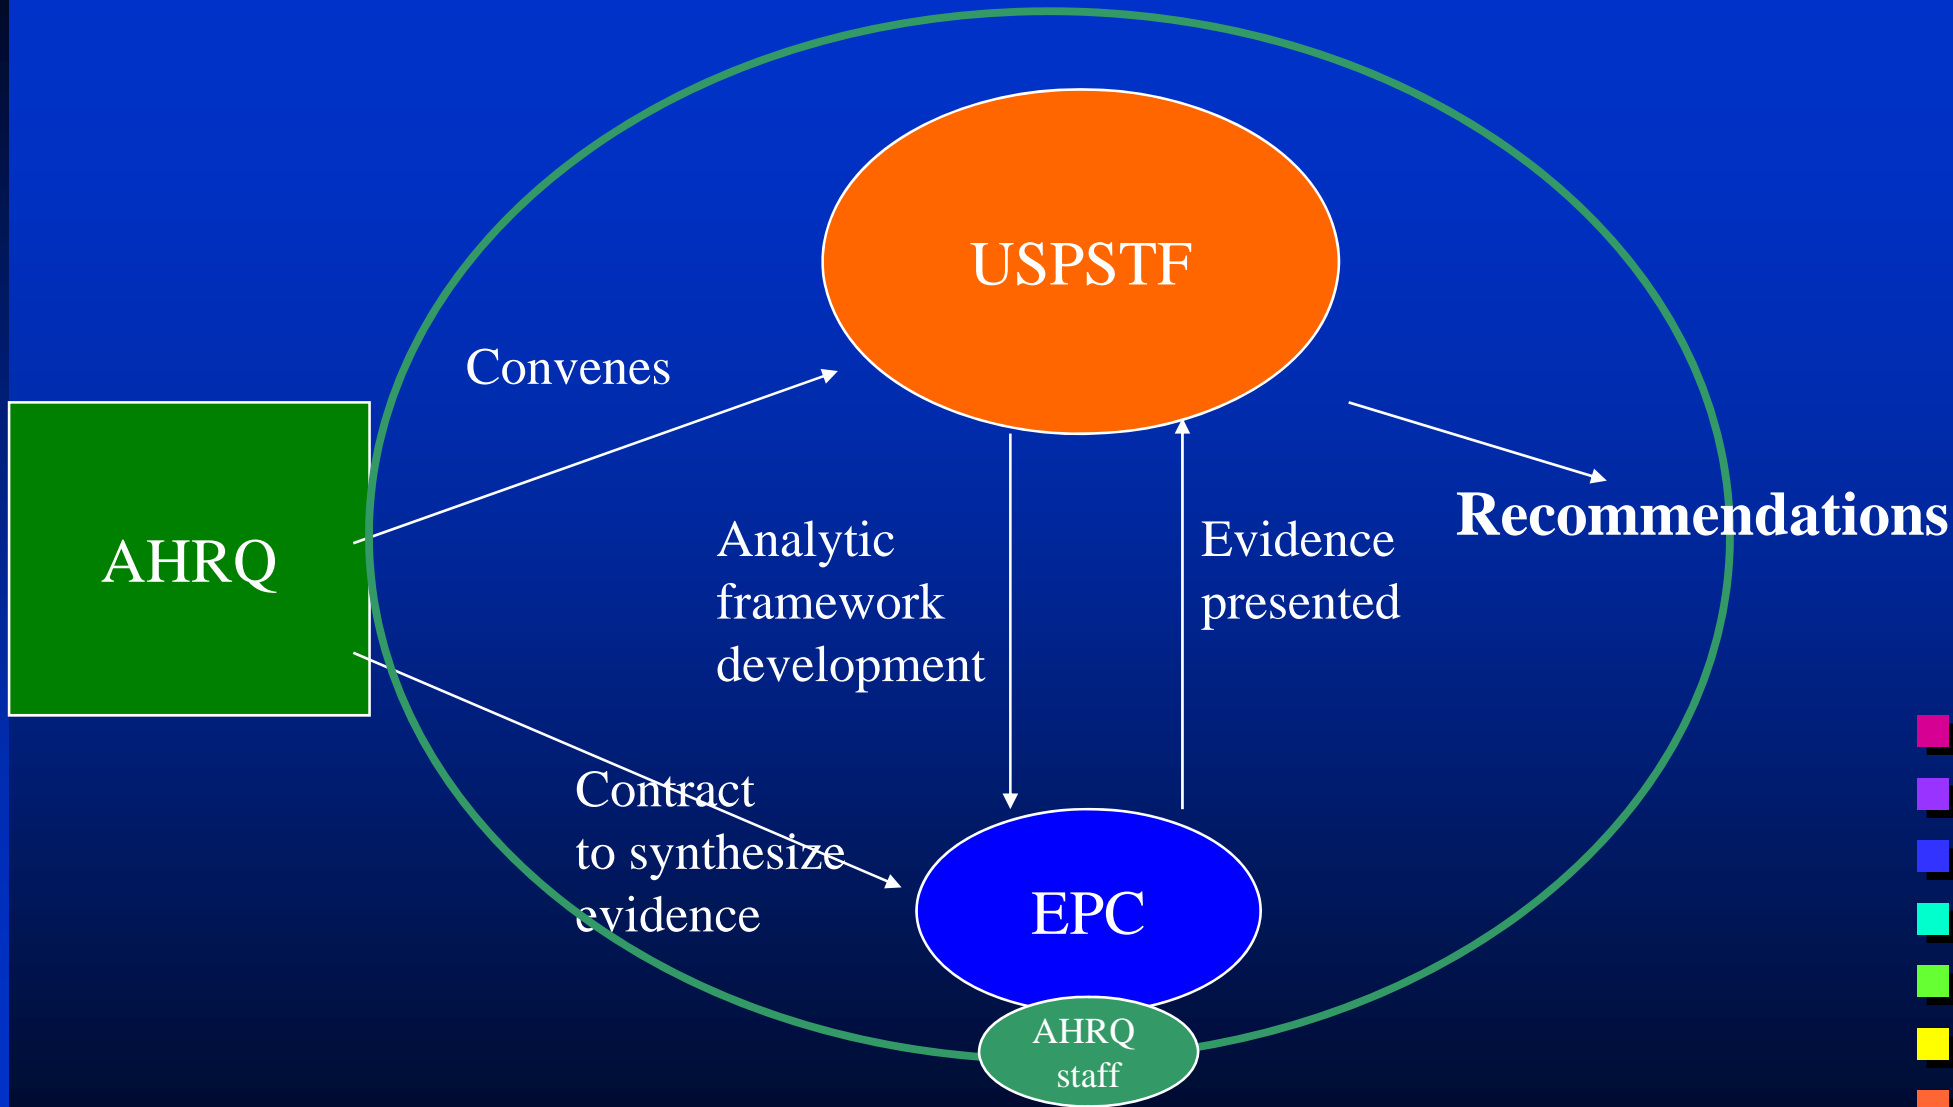 USPSTF
Convenes
AHRQ
Analytic
framework
development
Evidence
presented
Recommendations
Contract
to synthesize
evidence
EPC
AHRQ
staff